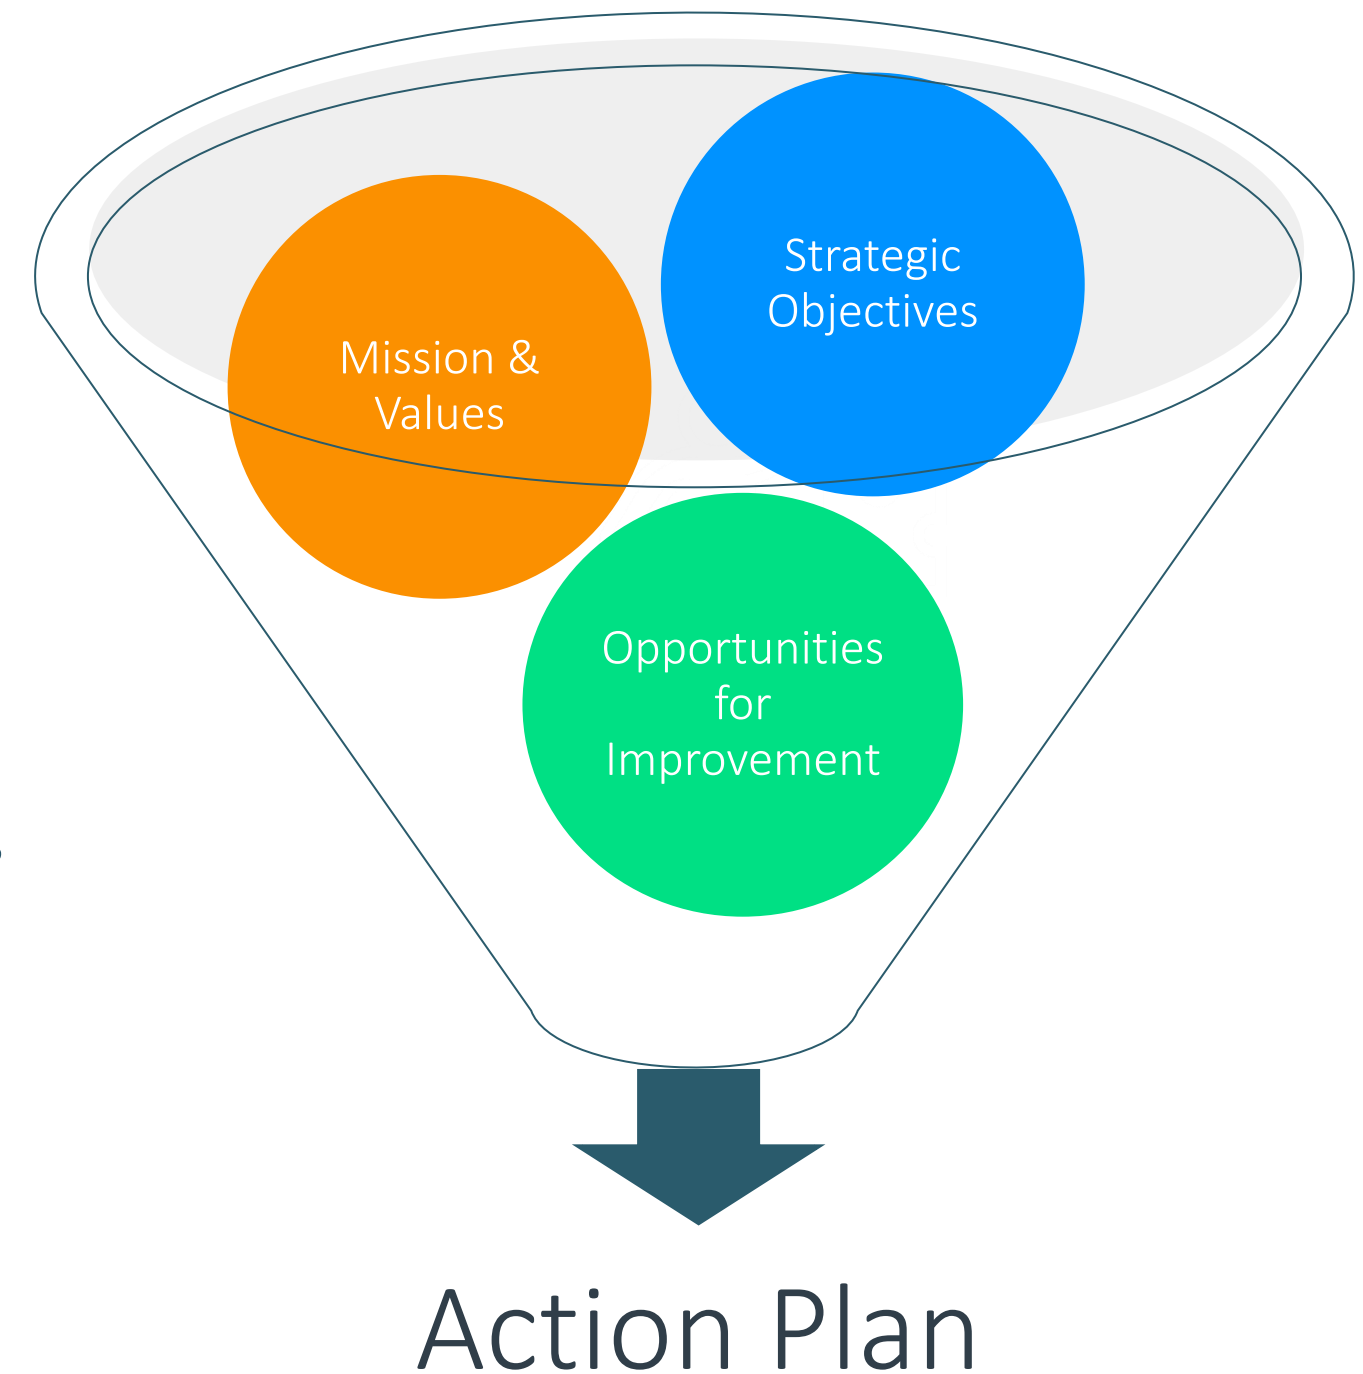 Strategic
Objectives
Mission &
Values
Opportunities
for
Improvement
Action Plan